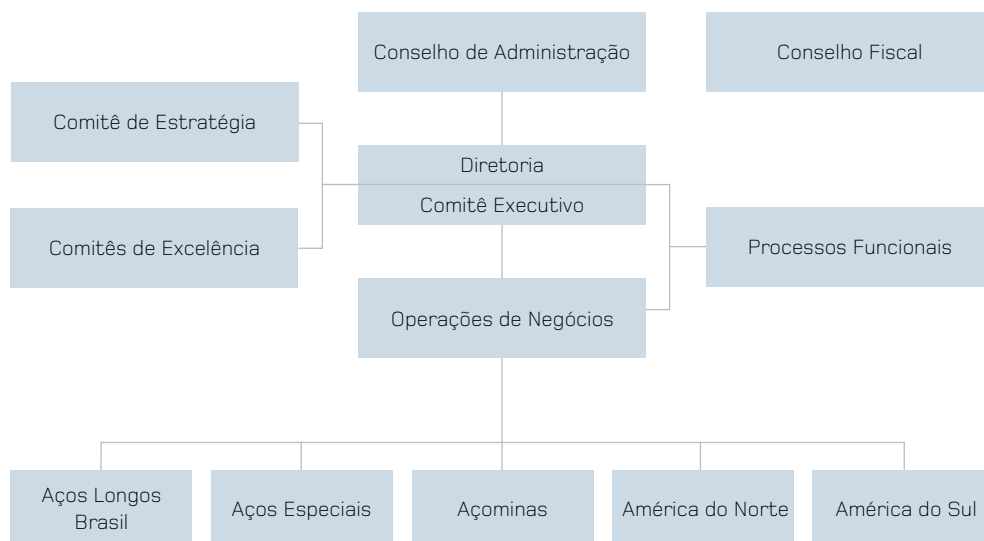 Conselho de Administração
Conselho Fiscal
Comitê de Estratégia
Diretoria
Comitê Executivo
Comitês de Excelência
Processos Funcionais
Operações de Negócios
Aços Longos
Brasil
Aços Especiais
Açominas
América do Norte
América do Sul